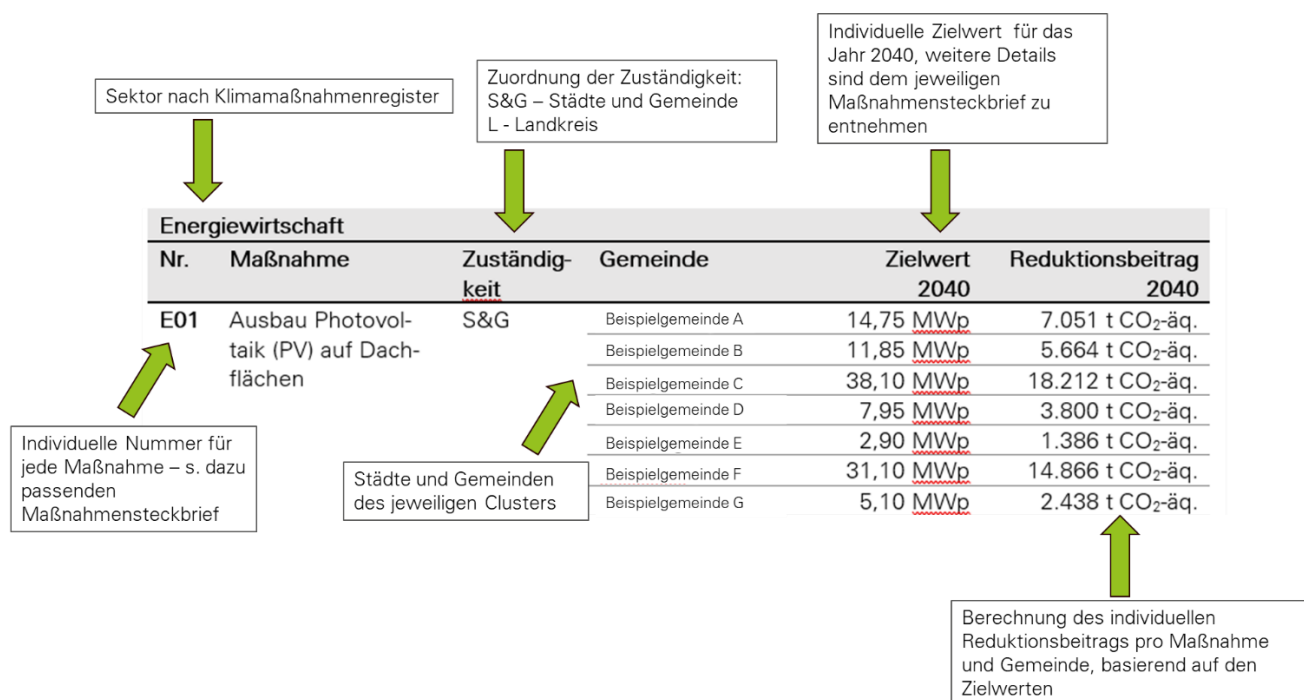 Individuelle Zielwert für das
Jahr 2040, weitere Details
sind dem jeweiligen
Maßnahmensteckbrief zu
entnehmen
Zuordnung der Zuständigkeit:
S&G – Städte und Gemeinde
L - Landkreis
Sektor nach Klimamaßnahmenregister
Energiewirtschaft
Nr. Maßnahme Zuständig- Gemeinde Zielwert Reduktionsbeitrag
keit 2040 2040
E01 Ausbau Photovol- S&G Beispielgemeinde A 14,75 MWp 7.051 t CO₂-äq.
taik (PV) auf Dach- Beispielgemeinde B 11,85 MWp 5.664 t CO₂-äq.
flächen Beispielgemeinde C 38,10 MWp 18.212 t CO₂-äq.
Beispielgemeinde D 7,95 MWp 3.800 t CO₂-äq.
Beispielgemeinde E 2,90 MWp 1.386 t CO₂-äq.
Beispielgemeinde F 31,10 MWp 14.866 t CO₂-äq.
Beispielgemeinde G 5,10 MWp 2.438 t CO₂-äq.
Individuelle Nummer für
jede Maßnahme – s. dazu
passenden
Maßnahmensteckbrief
Städte und Gemeinden
des jeweiligen Clusters
Berechnung des individuellen
Reduktionsbeitrags pro Maßnahme
und Gemeinde, basierend auf den
Zielwerten